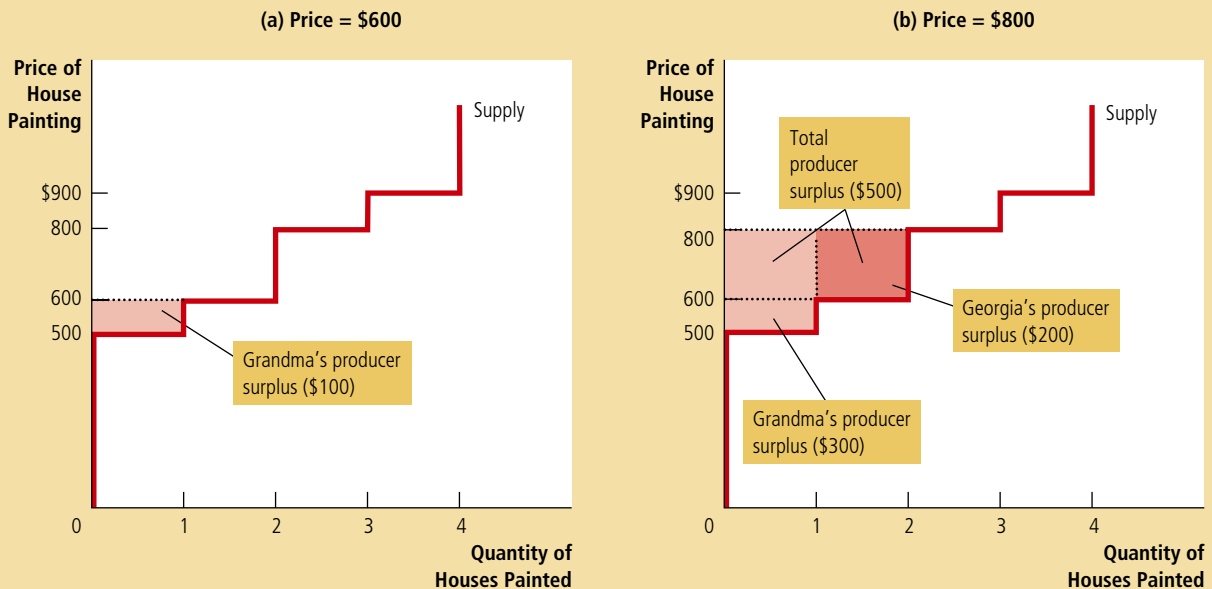 (a) Price = $600
Price of
House
Painting
Supply
$900
800
600
500
Grandma's producer
surplus ($100)
0
1
2
3
4
Quantity of
Houses Painted
(b) Price = $800
Price of
House
Painting
Supply
Total
producer
surplus ($500)
$900
800
600
500
Georgia's producer
surplus ($200)
Grandma's producer
surplus ($300)
0
1
2
3
4
Quantity of
Houses Painted